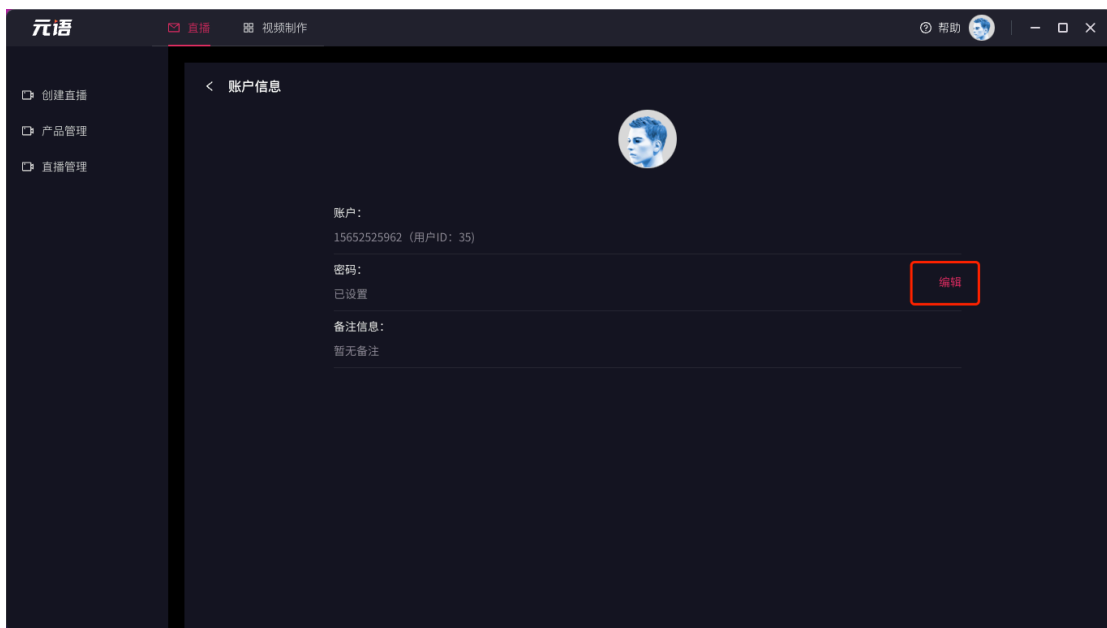 元语
直播
视频制作
帮助
创建直播
产品管理
直播管理
账户信息
账户：
15652525962（用户ID：35)
密码：
已设置
编辑
备注信息：
暂无备注